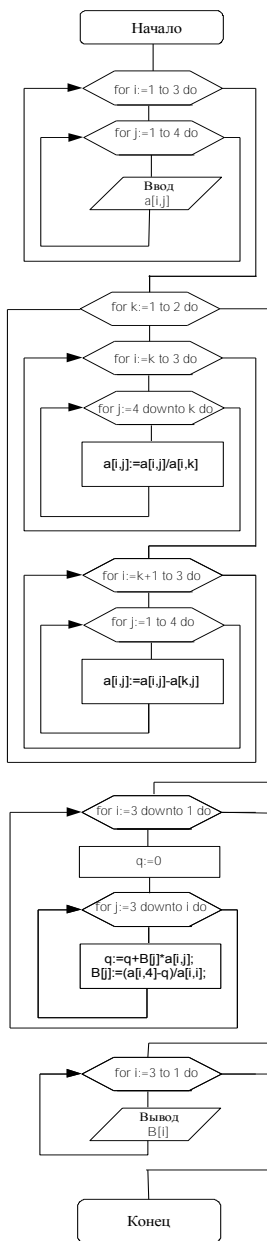 Начало
for i:=1 to 3 do
for j:=1 to 4 do
Ввод
a[i,j]
for k:=1 to 2 do
for i:=k to 3 do
for j:=4 downto k do
a[i,j]:=a[i,j]/a[i,k]
for i:=k+1 to 3 do
for j:=1 to 4 do
a[i,j]:=a[i,j]-a[k,j]
for i:=3 downto 1 do
q:=0
for j:=3 downto i do
q:=q+B[j]*a[i,j];
B[j]:=(a[i,4]-q)/a[i,i];
for i:=3 to 1 do
Вывод
B[i]
Конец